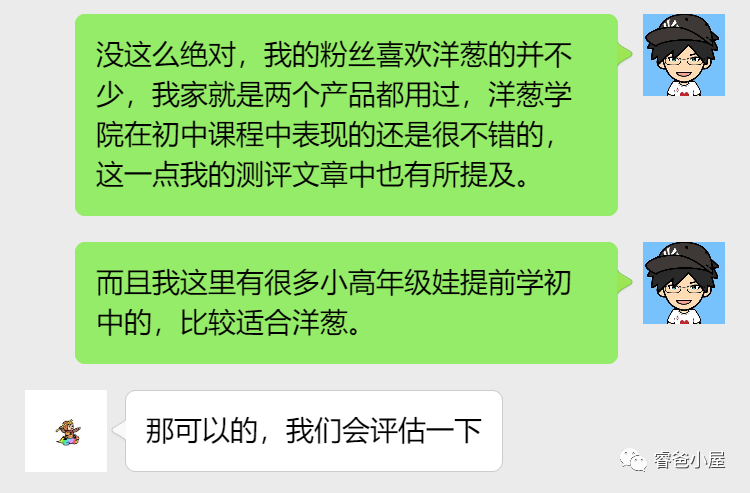 没这么绝对，我的粉丝喜欢洋葱的并不
少，我家就是两个产品都用过，洋葱学
院在初中课程中表现的还是很不错的，
这一点我的测评文章中也有所提及。
而且我这里有很多小高年级娃提前学初
中的，比较适合洋葱。
那可以的，我们会评估一下
睿爸小屋